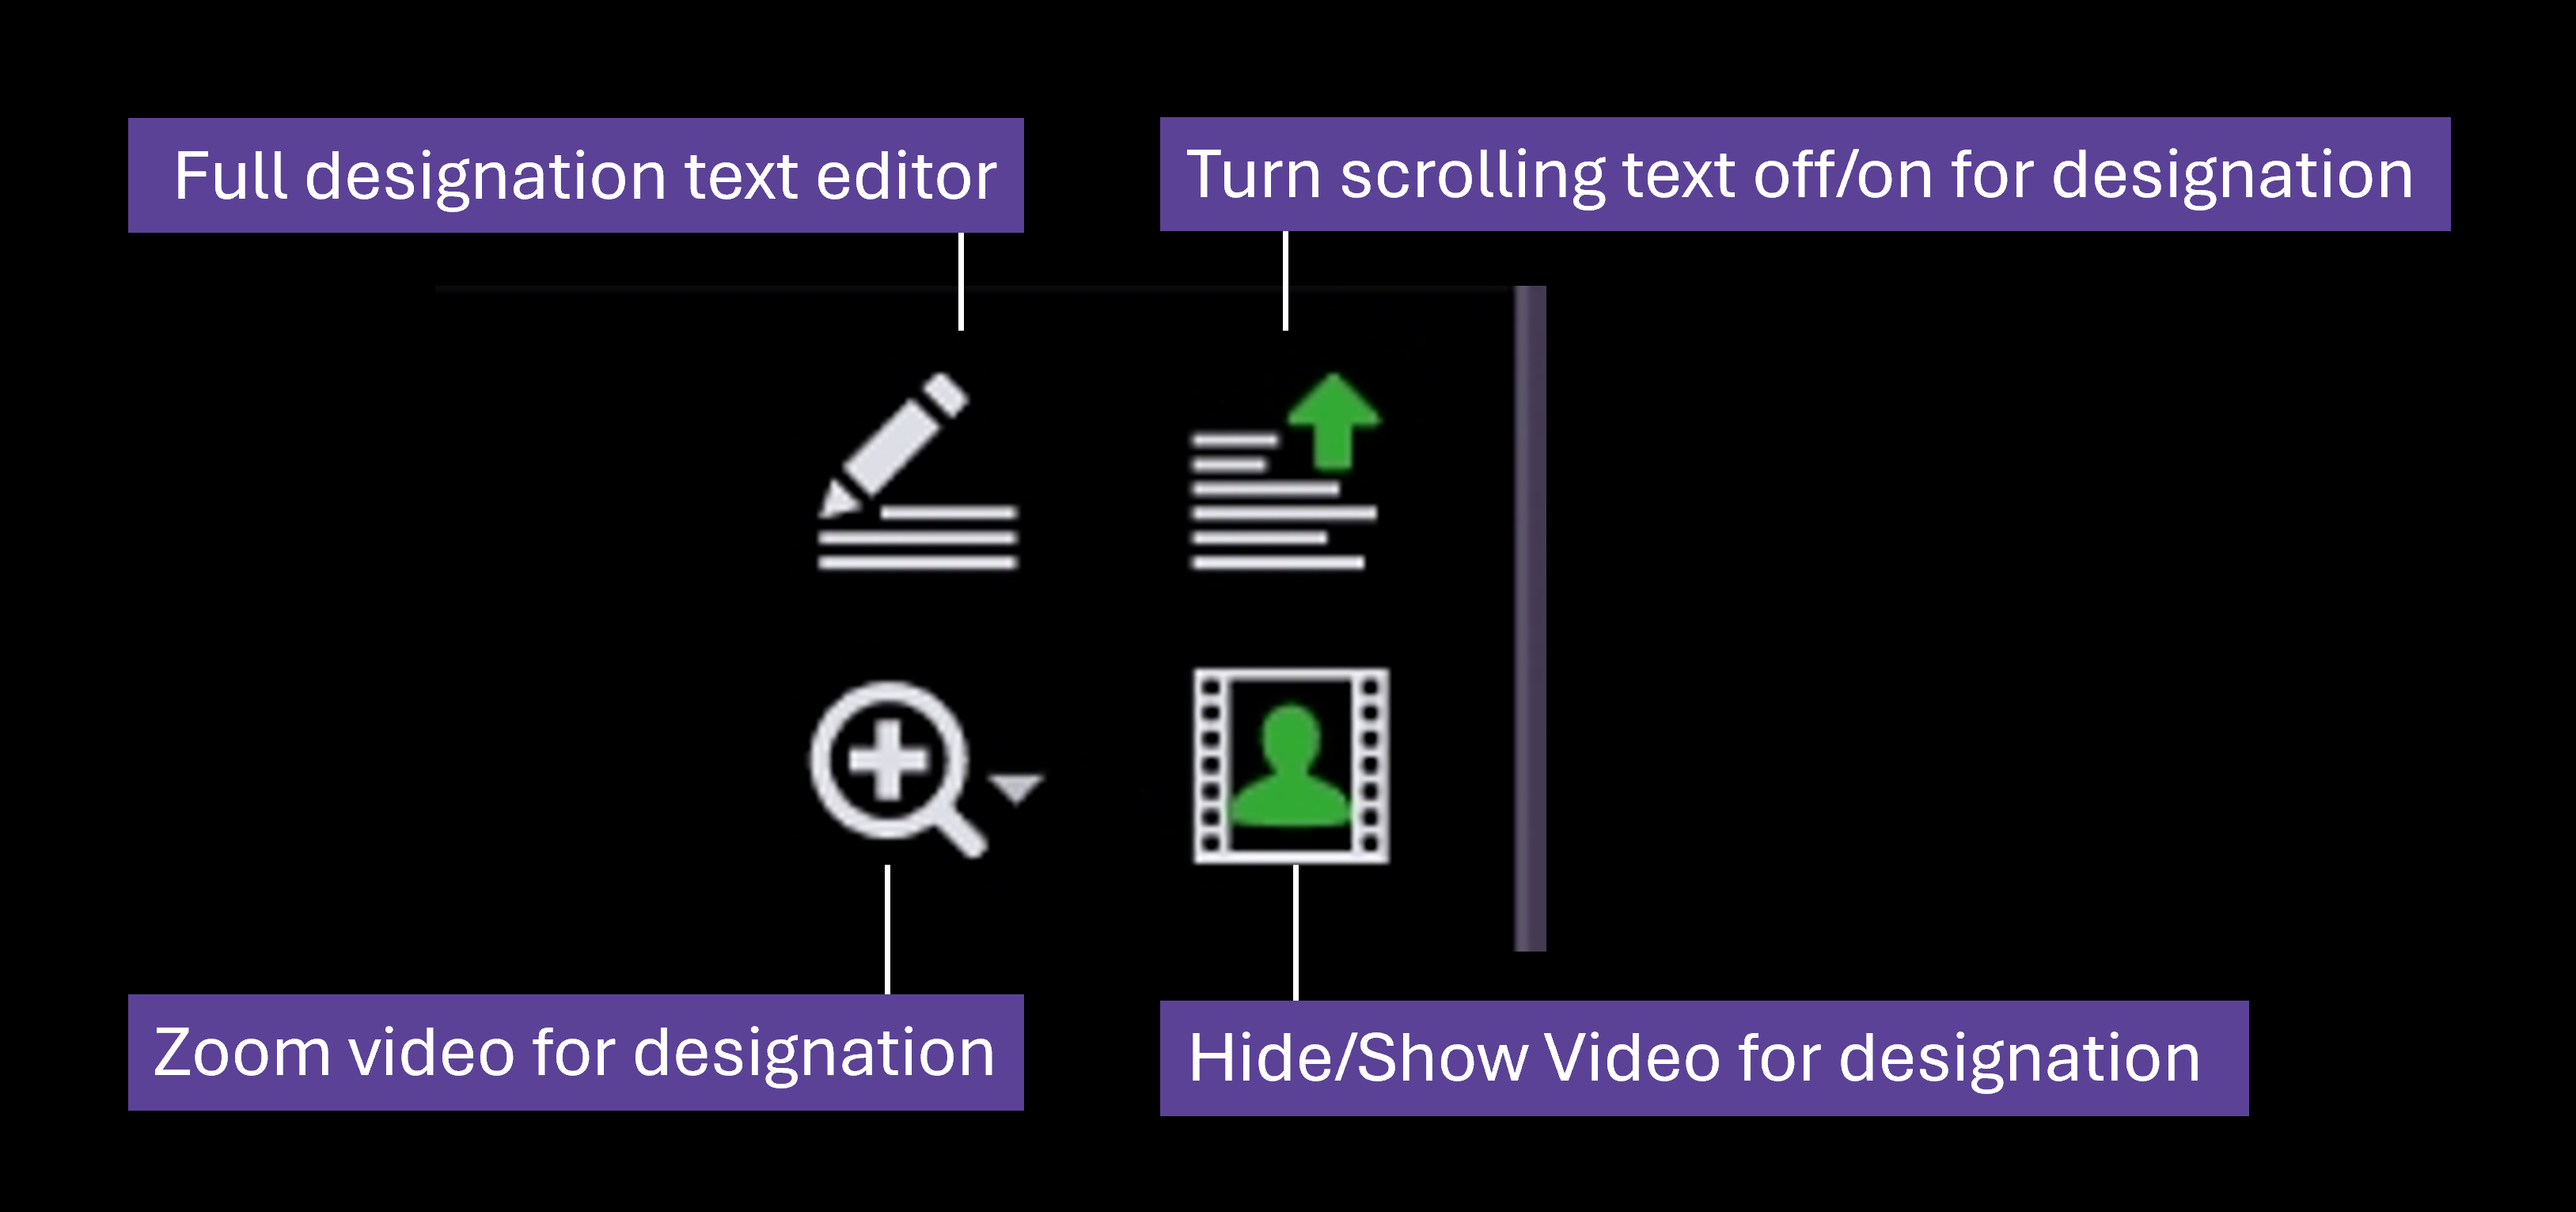 Full designation text editor
Turn scrolling text off/on for designation
Zoom video for designation
Hide/Show Video for designation